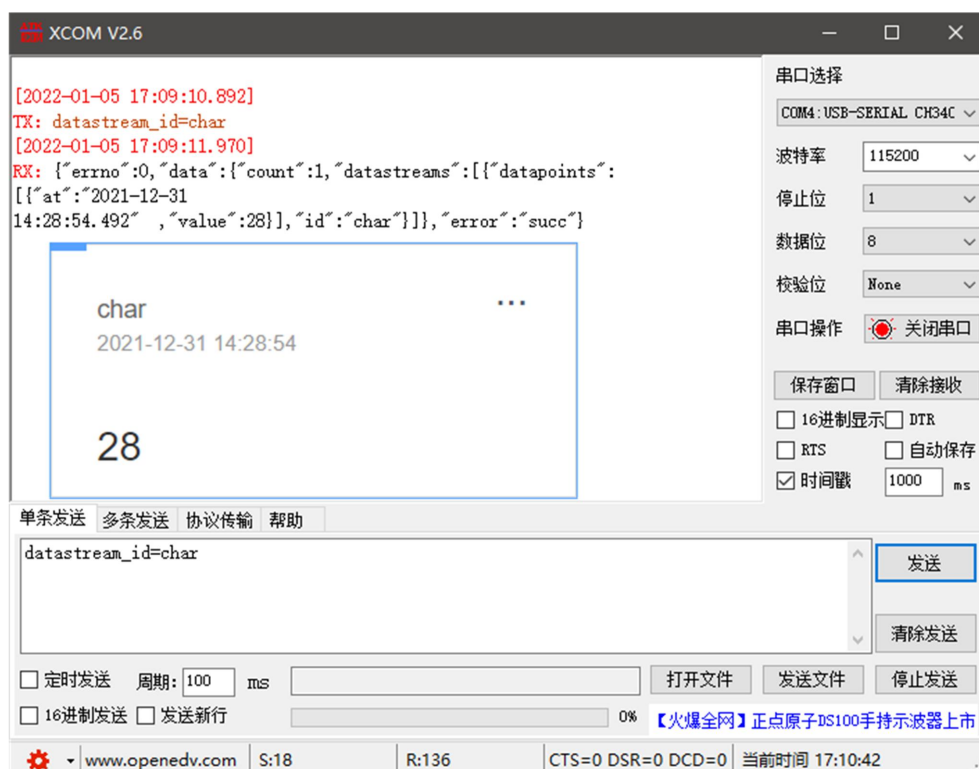 XCOM V2.6
[2022-01-05 17:09:10.892]
TX: datastream_id=char
[2022-01-05 17:09:11.970]
RX: {"errno":0,"data":{"count":1,"datastreams":[{"datapoints":
[{"at":"2021-12-31
14:28:54.492" ,"value":28}],"id":"char"}]},"error":"succ"}
char
...
2021-12-31 14:28:54
28
串口选择
COM4:USB-SERIAL CH34C
波特率 115200
停止位 1
数据位 8
校验位 None
串口操作 关闭串口
保存窗口 清除接收
16进制显示 DTR
RTS 自动保存
时间戳 1000 ms
单条发送 多条发送 协议传输 帮助
datastream_id=char
发送
清除发送
定时发送 周期: 100 ms 打开文件 发送文件 停止发送
16进制发送 发送新行 0% 【火爆全网】正点原子DS100手持示波器上市
www.openedv.com S:18 R:136 CTS=0 DSR=0 DCD=0 当前时间 17:10:42